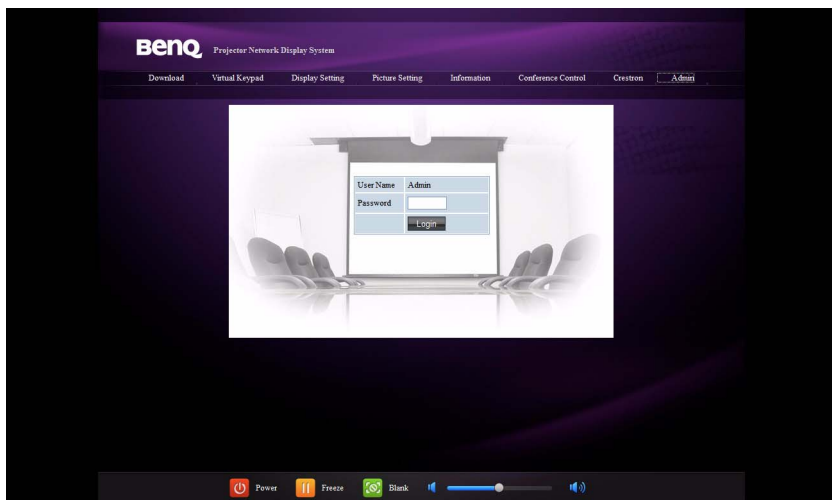 BenQ Projector Network Display System
Download Virtual Keypad Display Setting Picture Setting Information Conference Control Crestron Admin
User Name Admin
Password
Login
Power Freeze Blank